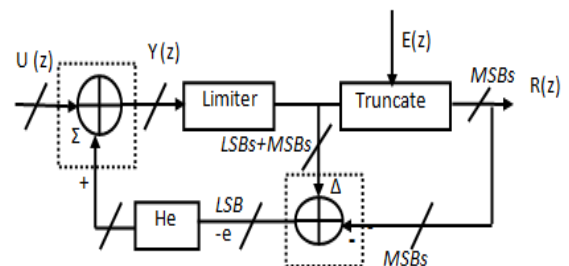 E(z)
U (z)
Y(z)
MSBs
R(z)
Limiter
Truncate
Σ
LSBs+MSBs
+
Δ
He
LSB
-e
-
-
MSBs